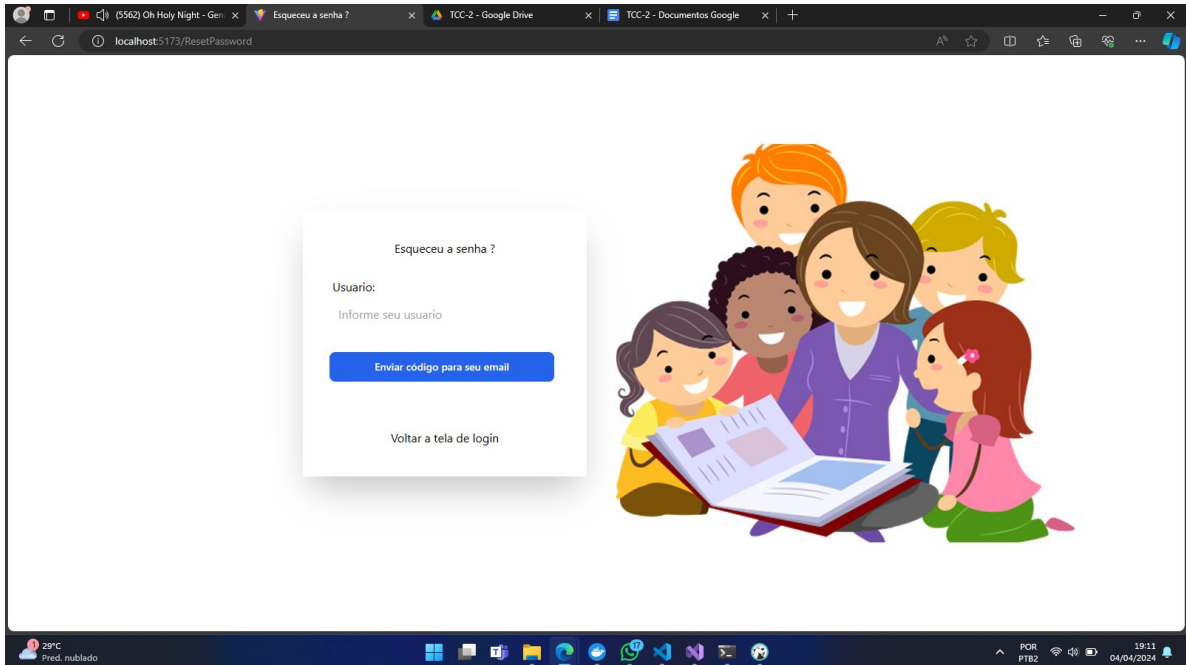 (5562) Oh Holy Night - Gen
Esqueceu a senha ?
TCC-2 - Google Drive
TCC-2 - Documentos Google
localhost:5173/ResetPassword
Esqueceu a senha ?
Usuario:
Informe seu usuario
Enviar código para seu email
Voltar a tela de login
1
29°C
Pred. nublado
17
POR
PTB2
19:11
04/04/2024